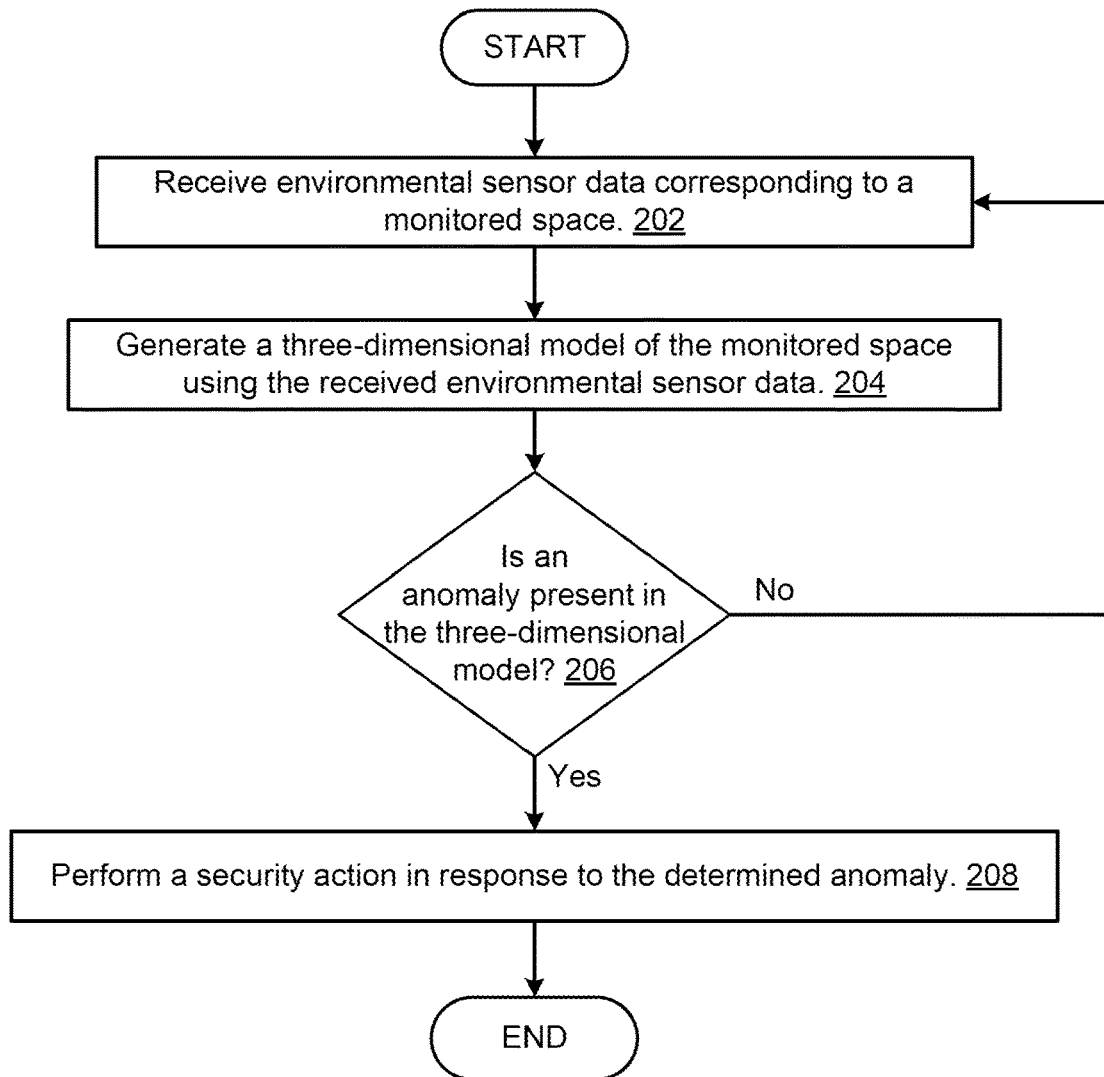 START
Receive environmental sensor data corresponding to a
monitored space. 202
Generate a three-dimensional model of the monitored space
using the received environmental sensor data. 204
Is an
anomaly present in
the three-dimensional
model? 206
No
Yes
Perform a security action in response to the determined anomaly. 208
END